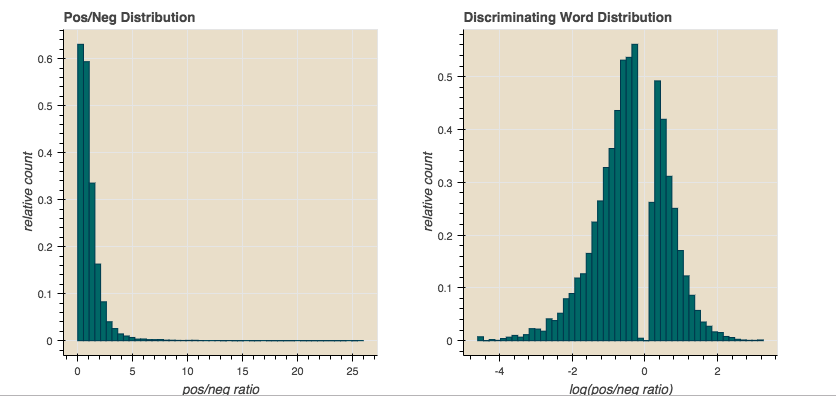 Pos/Neg Distribution
0.6
0.5
0.4
0.3
0.2
0.1
0
relative count
0 5 10 15 20 25
pos/neg ratio
Discriminating Word Distribution
0.5
0.4
0.3
0.2
0.1
0
relative count
-4 -2 0 2
log(pos/neg ratio)